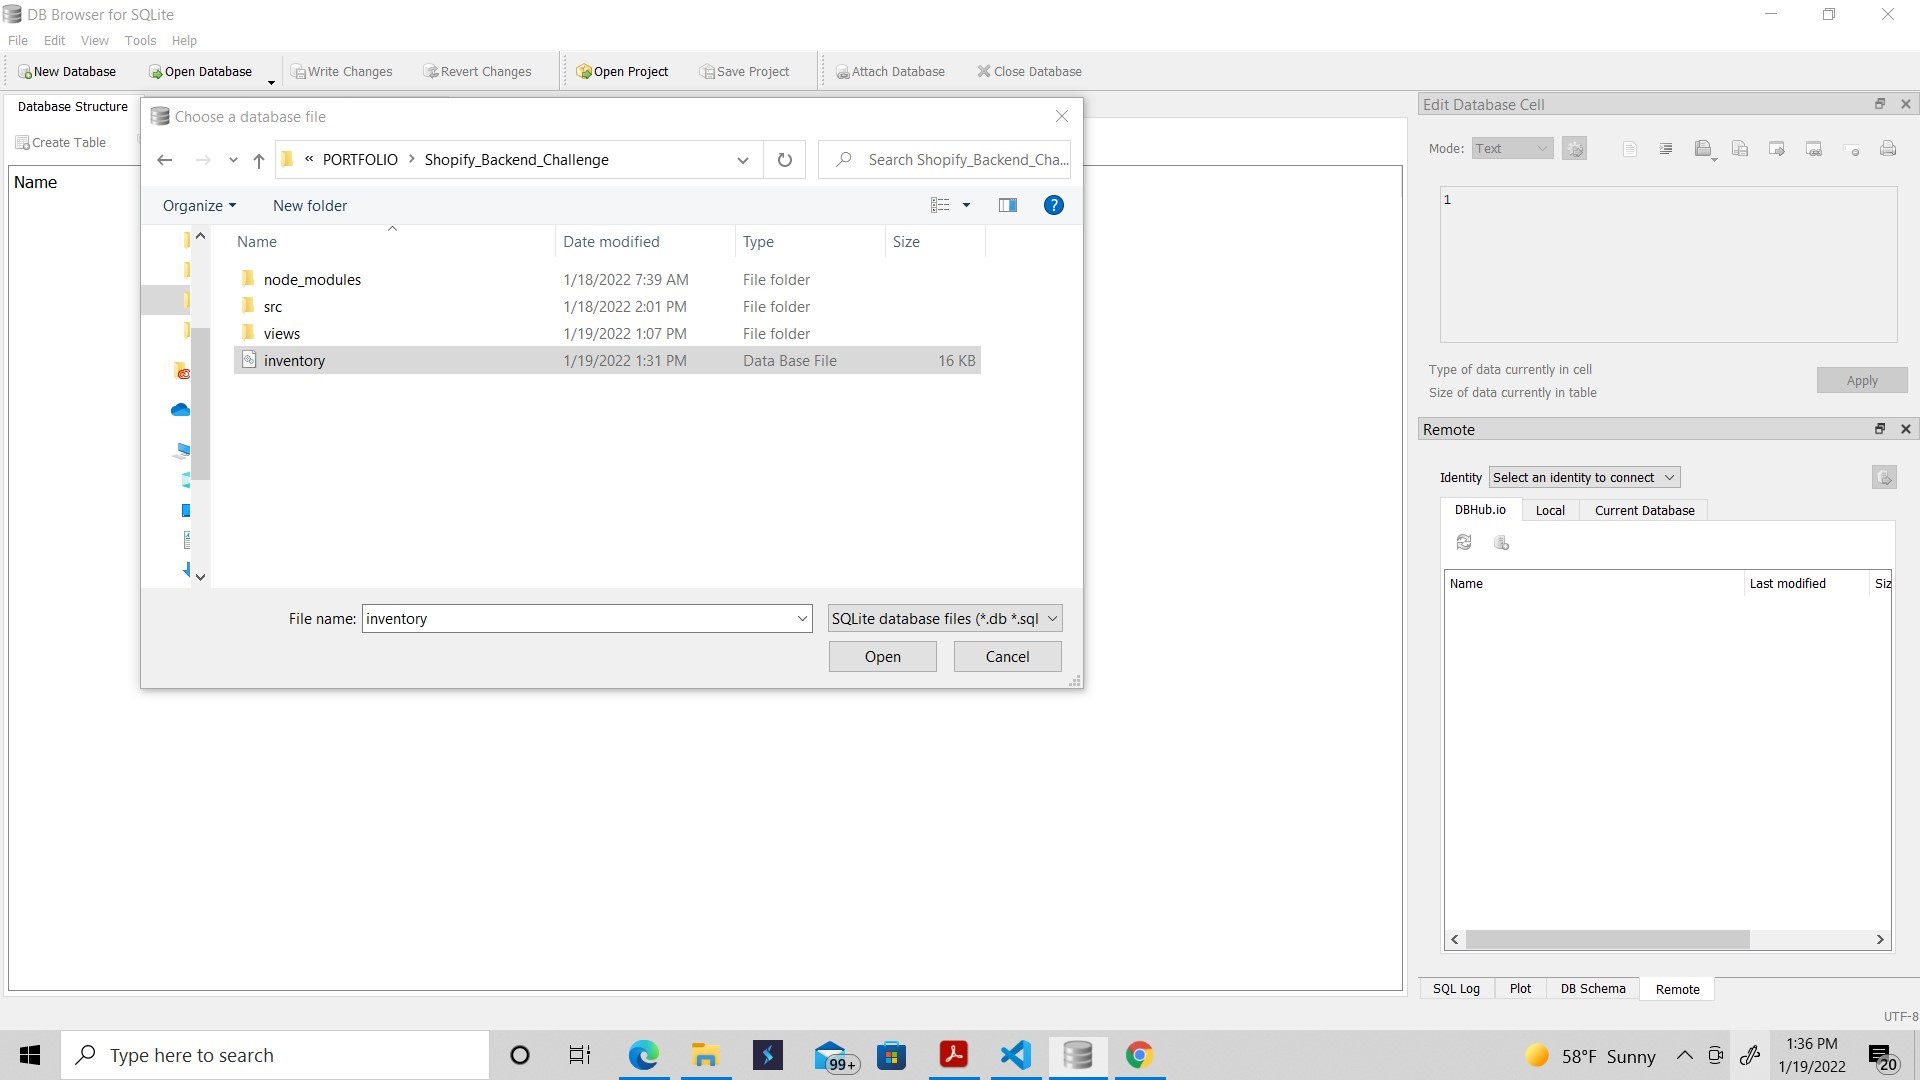 DB Browser for SQLite
File Edit View Tools Help
New Database Open Database Write Changes Revert Changes Open Project Save Project Attach Database Close Database
Database Structure
Create Table
Name
Choose a database file
« PORTFOLIO > Shopify_Backend_Challenge
Search Shopify_Backend_Cha...
Organize New folder
?
Name Date modified Type Size
node_modules 1/18/2022 7:39 AM File folder
src 1/18/2022 2:01 PM File folder
views 1/19/2022 1:07 PM File folder
inventory 1/19/2022 1:31 PM Data Base File 16 KB
File name: inventory SQLite database files (*.db *.sql
Open Cancel
Edit Database Cell
Mode: Text
1
Type of data currently in cell
Size of data currently in table
Apply
Remote
Identity Select an identity to connect
DBHub.io Local Current Database
Name Last modified Siz
SQL Log Plot DB Schema Remote
UTF-8
Type here to search
99+
58°F Sunny
1:36 PM
1/19/2022
20